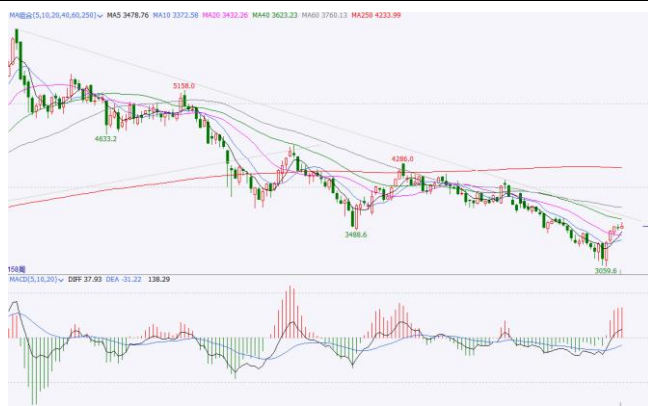 MA组合(5,10,20,40,60,250) MA5 3478.76 MA10 3372.58 MA20 3432.26 MA40 3623.23 MA60 3760.13 MA250 4233.99
5158.0
4633.2
4286.0
3488.6
3059.6
MACD(5,10,20) DIFF 37.93 DEA -31.22 138.29